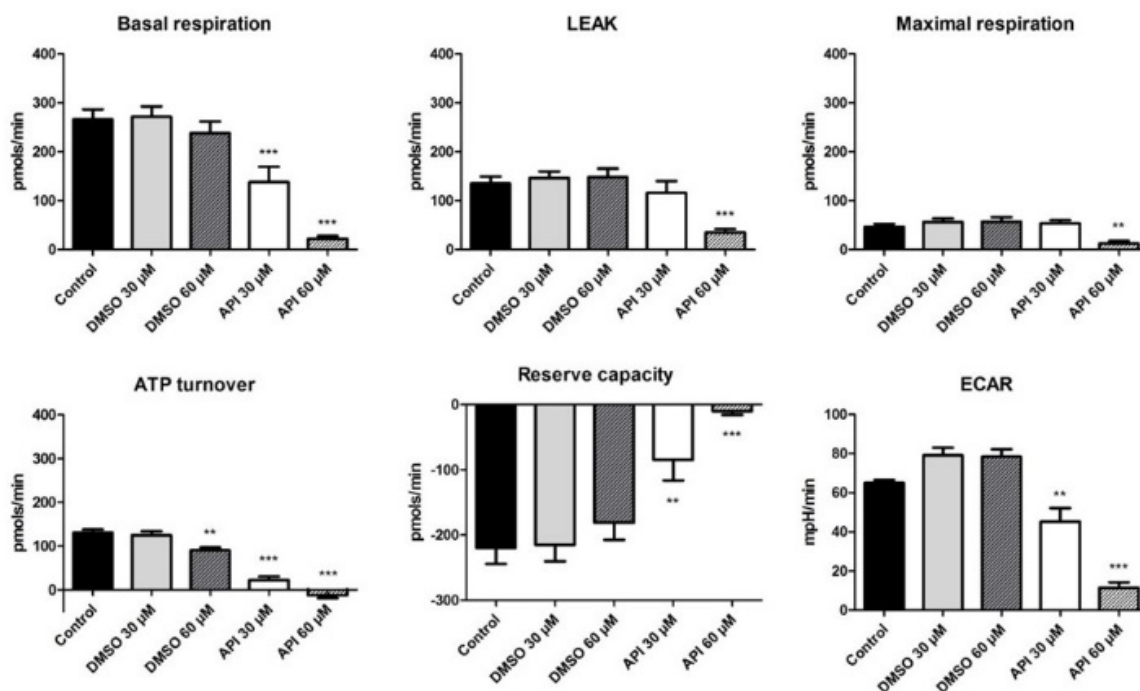 Basal respiration
400
300
200
100
0
pmols/min
***
***
Control
DMSO 30 µM
DMSO 60 µM
API 30 µM
API 60 µM
LEAK
400
300
200
100
0
pmols/min
***
Control
DMSO 30 µM
DMSO 60 µM
API 30 µM
API 60 µM
Maximal respiration
400
300
200
100
0
pmols/min
**
Control
DMSO 30 µM
DMSO 60 µM
API 30 µM
API 60 µM
ATP turnover
400
300
200
100
0
pmols/min
**
***
***
Control
DMSO 30 µM
DMSO 60 µM
API 30 µM
API 60 µM
Reserve capacity
0
-100
-200
-300
pmols/min
**
***
Control
DMSO 30 µM
DMSO 60 µM
API 30 µM
API 60 µM
ECAR
100
80
60
40
20
0
mpH/min
**
***
Control
DMSO 30 µM
DMSO 60 µM
API 30 µM
API 60 µM